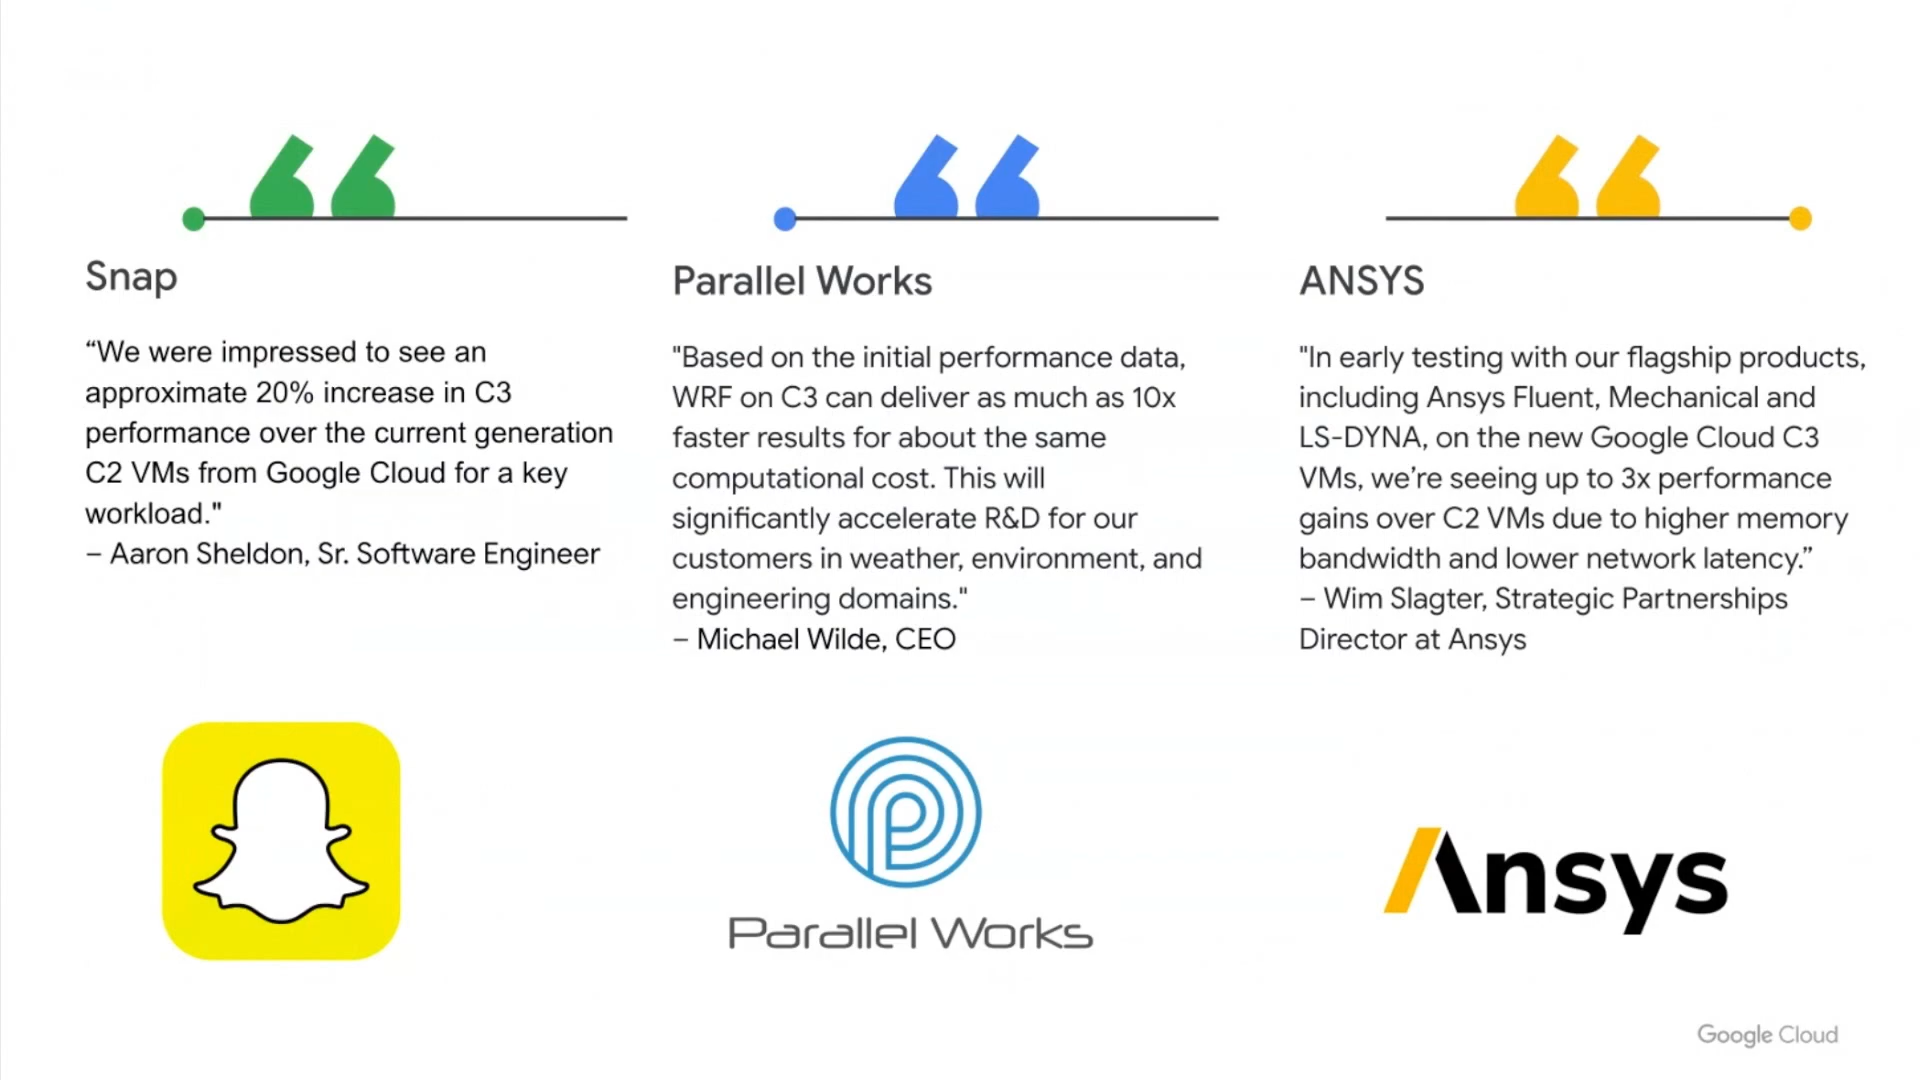 Snap
“We were impressed to see an
approximate 20% increase in C3
performance over the current generation
C2 VMs from Google Cloud for a key
workload."
– Aaron Sheldon, Sr. Software Engineer
Parallel Works
"Based on the initial performance data,
WRF on C3 can deliver as much as 10x
faster results for about the same
computational cost. This will
significantly accelerate R&D for our
customers in weather, environment, and
engineering domains."
– Michael Wilde, CEO
Parallel Works
ANSYS
"In early testing with our flagship products,
including Ansys Fluent, Mechanical and
LS-DYNA, on the new Google Cloud C3
VMs, we’re seeing up to 3x performance
gains over C2 VMs due to higher memory
bandwidth and lower network latency.”
– Wim Slagter, Strategic Partnerships
Director at Ansys
Ansys
Google Cloud